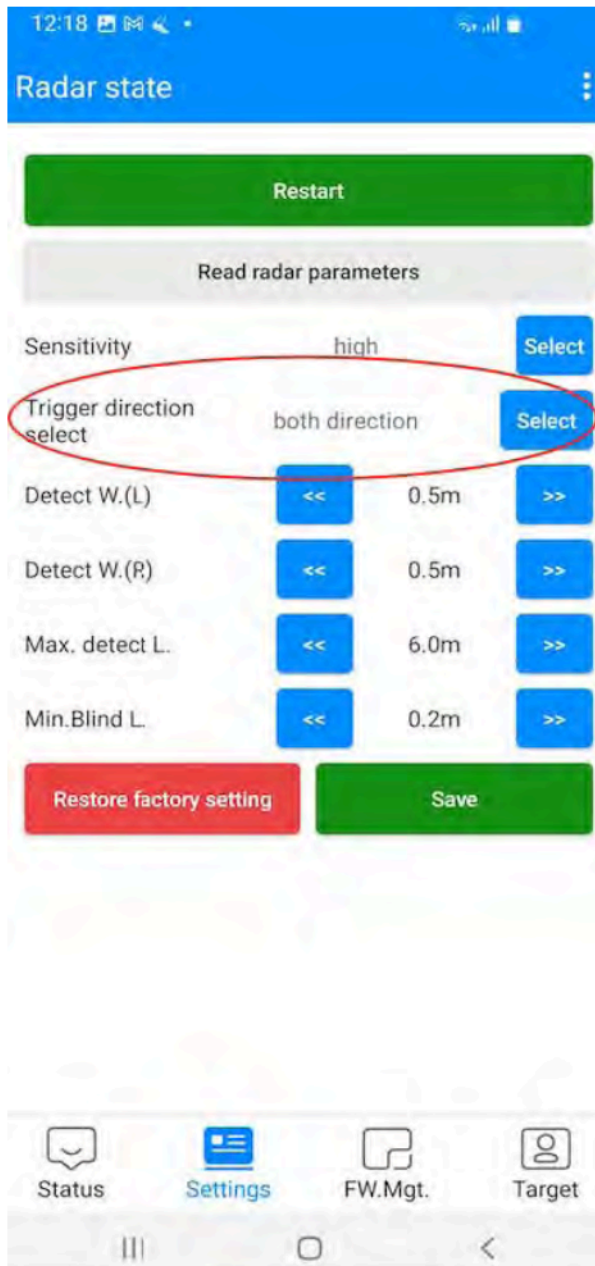 12:18
Radar state
Restart
Read radar parameters
Sensitivity high Select
Trigger direction
select both direction Select
Detect W.(L) << 0.5m >>
Detect W.(R) << 0.5m >>
Max. detect L. << 6.0m >>
Min.Blind L. << 0.2m >>
Restore factory setting Save
Status Settings FW.Mgt. Target